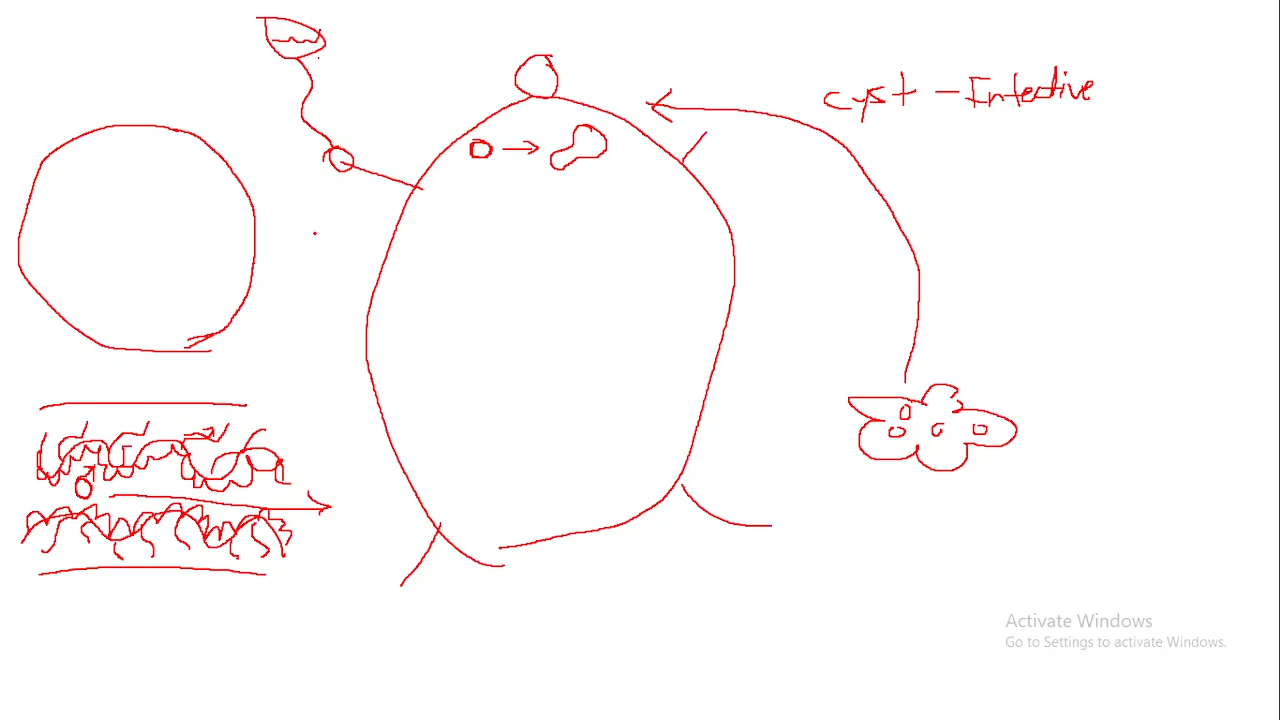 cyst - Infective
Activate Windows
Go to Settings to activate Windows.